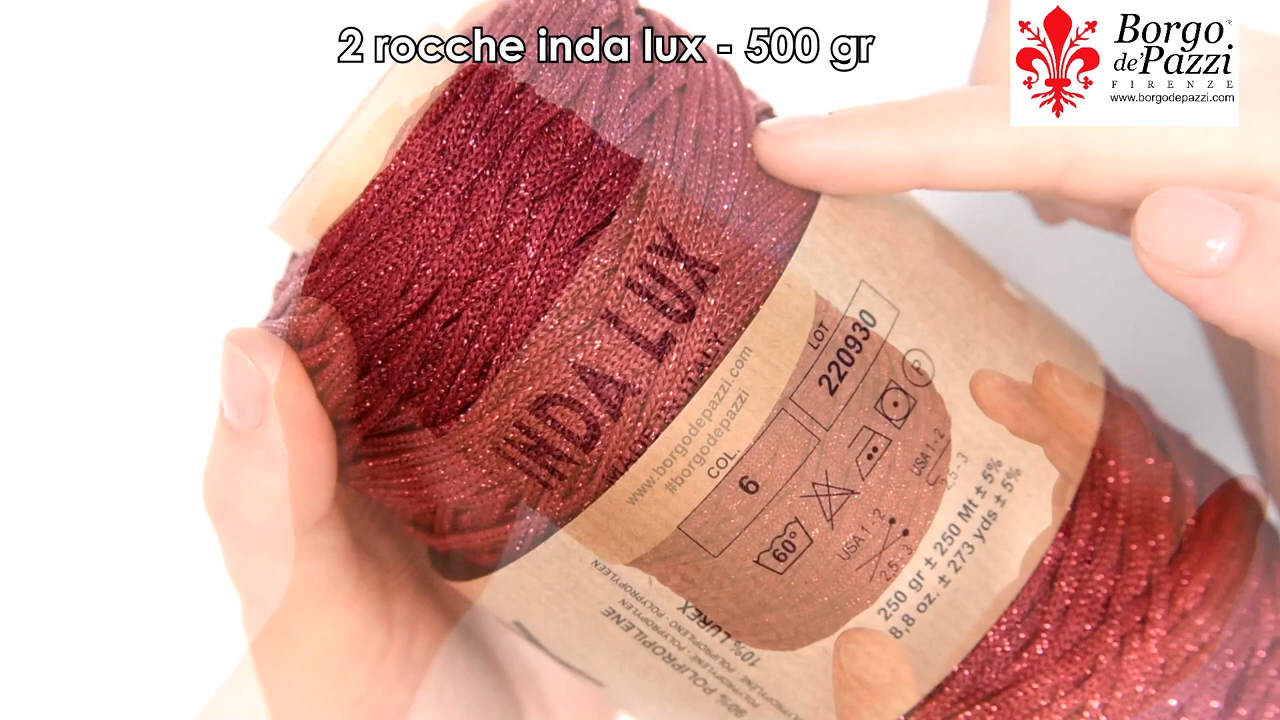 2 rocche inda lux - 500 gr
Borgo
de'Pazzi
FIRENZE
www.borgodepazzi.com
INDA LUX
www.borgodepazzi.com
#borgodepazzi
COL.
6
LOT
220930
P
60°
USA 1 - 2
2,5 - 3
USA 1 - 2
2,5 - 3
250 gr ± 250 Mt ± 5%
8,8 oz. ± 273 yds ± 5%
90% POLIPROPILENE
10% LUREX